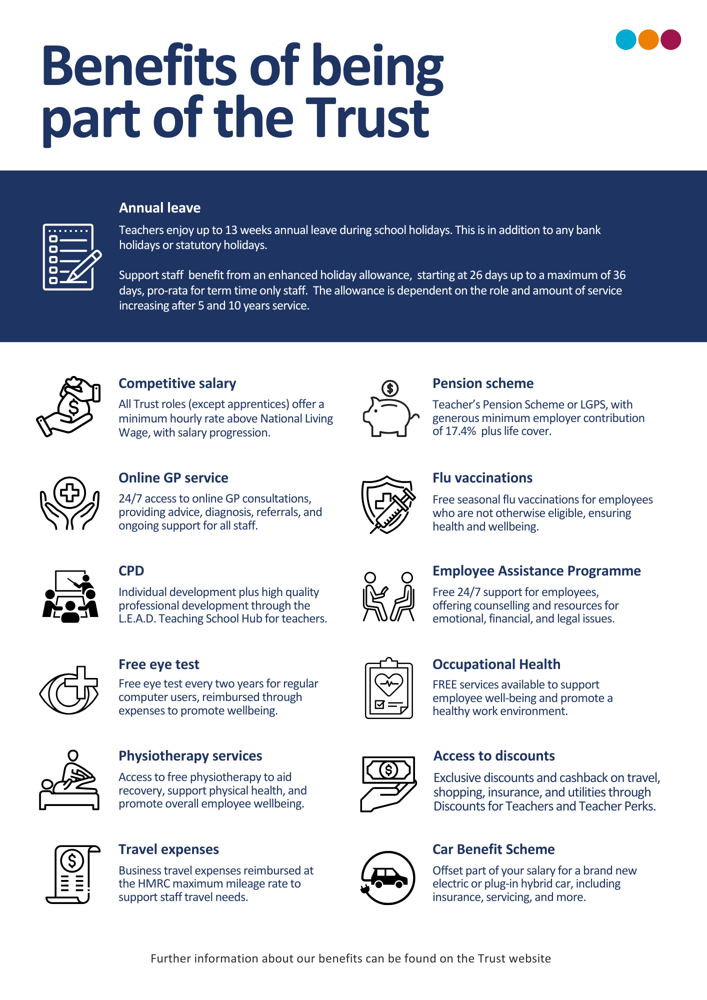 Benefits of being
part of the Trust
Annual leave
Teachers enjoy up to 13 weeks annual leave during school holidays. This is in addition to any bank
holidays or statutory holidays.
Support staff  benefit from an enhanced holiday allowance,  starting at 26 days up to a maximum of 36
days, pro-rata for term time only staff.  The allowance is dependent on the role and amount of service
increasing after 5 and 10 years service.
Competitive salary
All Trust roles (except apprentices) offer a
minimum hourly rate above National Living
Wage, with salary progression.
Pension scheme
Teacher’s Pension Scheme or LGPS, with
generous minimum employer contribution
of 17.4%  plus life cover.
Online GP service
24/7 access to online GP consultations,
providing advice, diagnosis, referrals, and
ongoing support for all staff.
Flu vaccinations
Free seasonal flu vaccinations for employees
who are not otherwise eligible, ensuring
health and wellbeing.
CPD
Individual development plus high quality
professional development through the
L.E.A.D. Teaching School Hub for teachers.
Employee Assistance Programme
Free 24/7 support for employees,
offering counselling and resources for
emotional, financial, and legal issues.
Free eye test
Free eye test every two years for regular
computer users, reimbursed through
expenses to promote wellbeing.
Occupational Health
FREE services available to support
employee well-being and promote a
healthy work environment.
Physiotherapy services
Access to free physiotherapy to aid
recovery, support physical health, and
promote overall employee wellbeing.
Access to discounts
Exclusive discounts and cashback on travel,
shopping, insurance, and utilities through
Discounts for Teachers and Teacher Perks.
Travel expenses
Business travel expenses reimbursed at
the HMRC maximum mileage rate to
support staff travel needs.
Car Benefit Scheme
Offset part of your salary for a brand new
electric or plug-in hybrid car, including
insurance, servicing, and more.
Further information about our benefits can be found on the Trust website